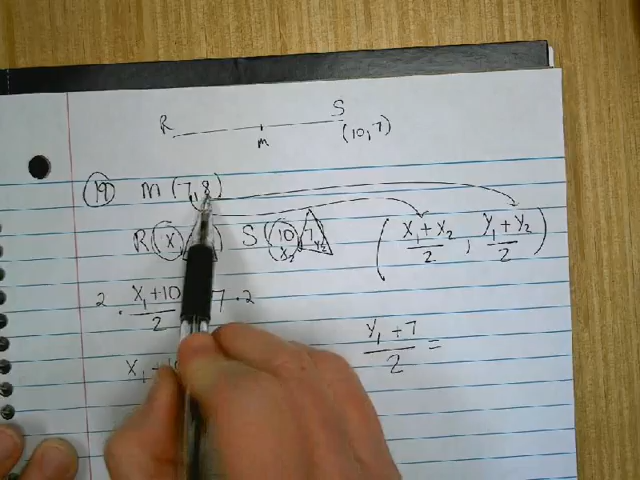 R S
m (10,7)
19 M (7,8)
R (x S (10, 7) ( x₁ + x₂ / 2 , y₁ + y₂ / 2 )
x₂ y₂
2 · x₁ + 10 / 2 7 · 2
y₁ + 7 / 2 =
x₁ + 10